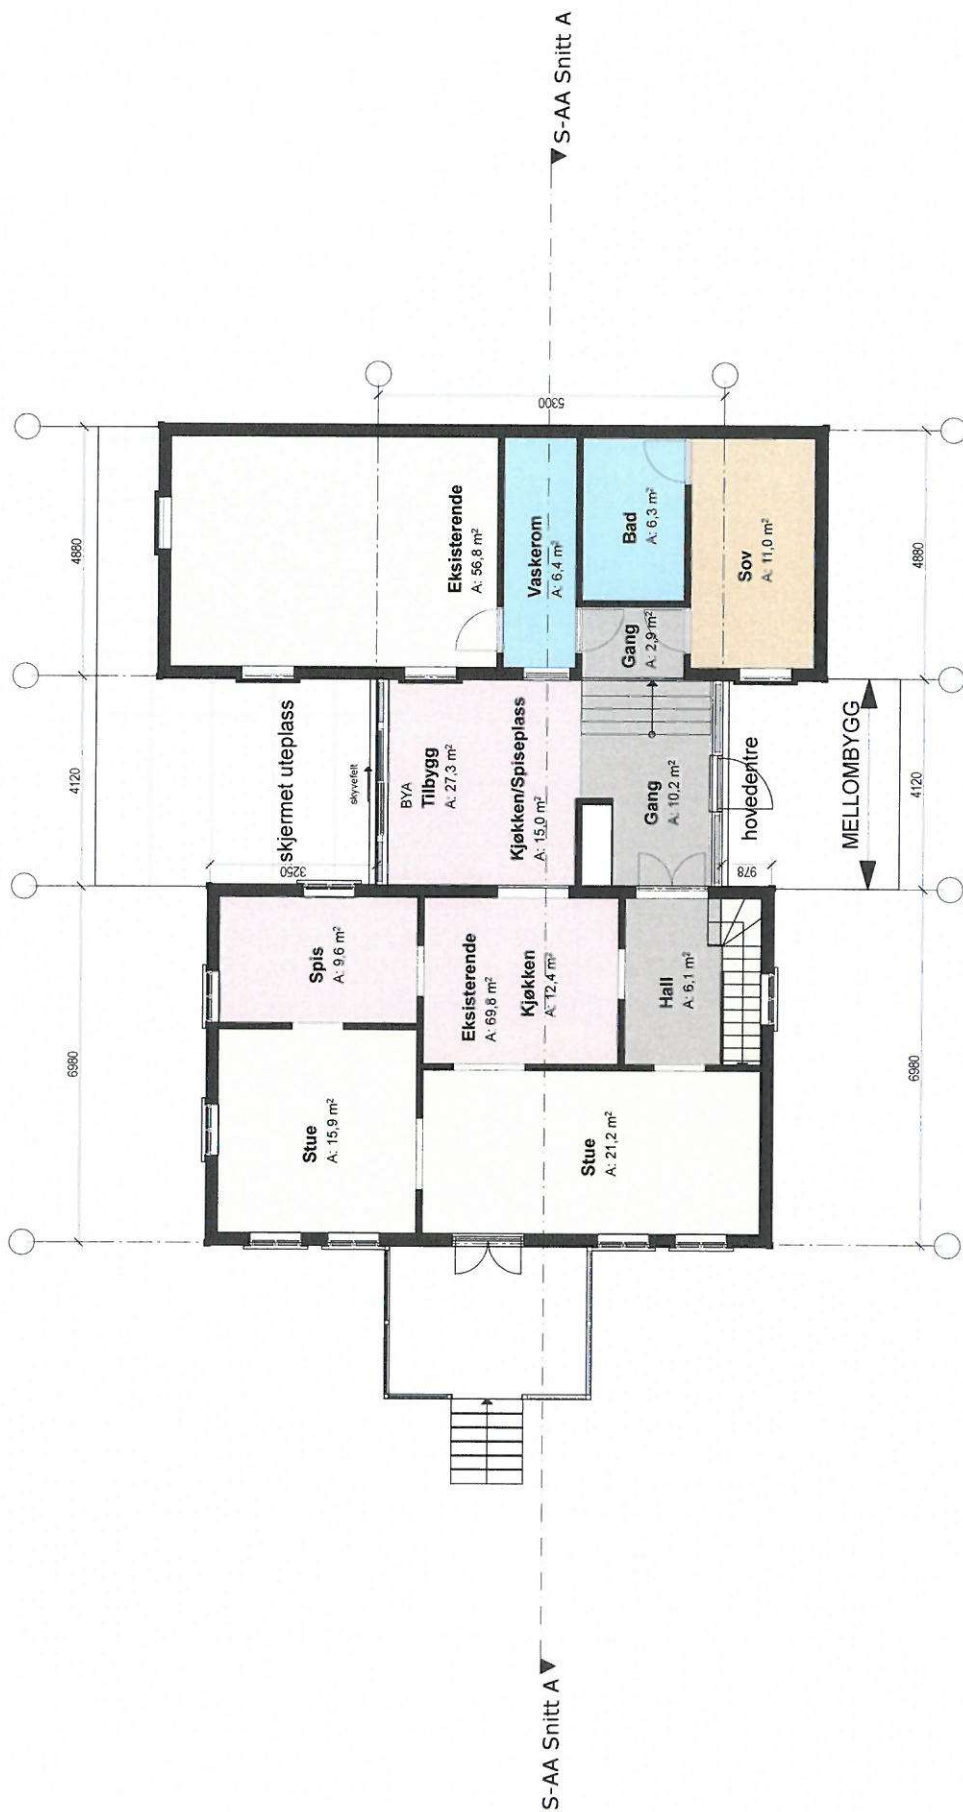 S-AA Snitt A
S-AA Snitt A
6980
4120
4880
3250
5300
978
6980
4120
4880
skjermet uteplass
skyvefelt
Stue
A: 15,9 m²
Spis
A: 9,6 m²
Eksisterende
A: 69,8 m²
Kjøkken
A: 12,4 m²
Stue
A: 21,2 m²
Hall
A: 6,1 m²
BYA
Tilbygg
A: 27,3 m²
Kjøkken/Spiseplass
A: 15,0 m²
Gang
A: 10,2 m²
Gang
A: 2,9 m²
Eksisterende
A: 56,8 m²
Vaskerom
A: 6,4 m²
Bad
A: 6,3 m²
Sov
A: 11,0 m²
hovedentre
MELLOMBYGG